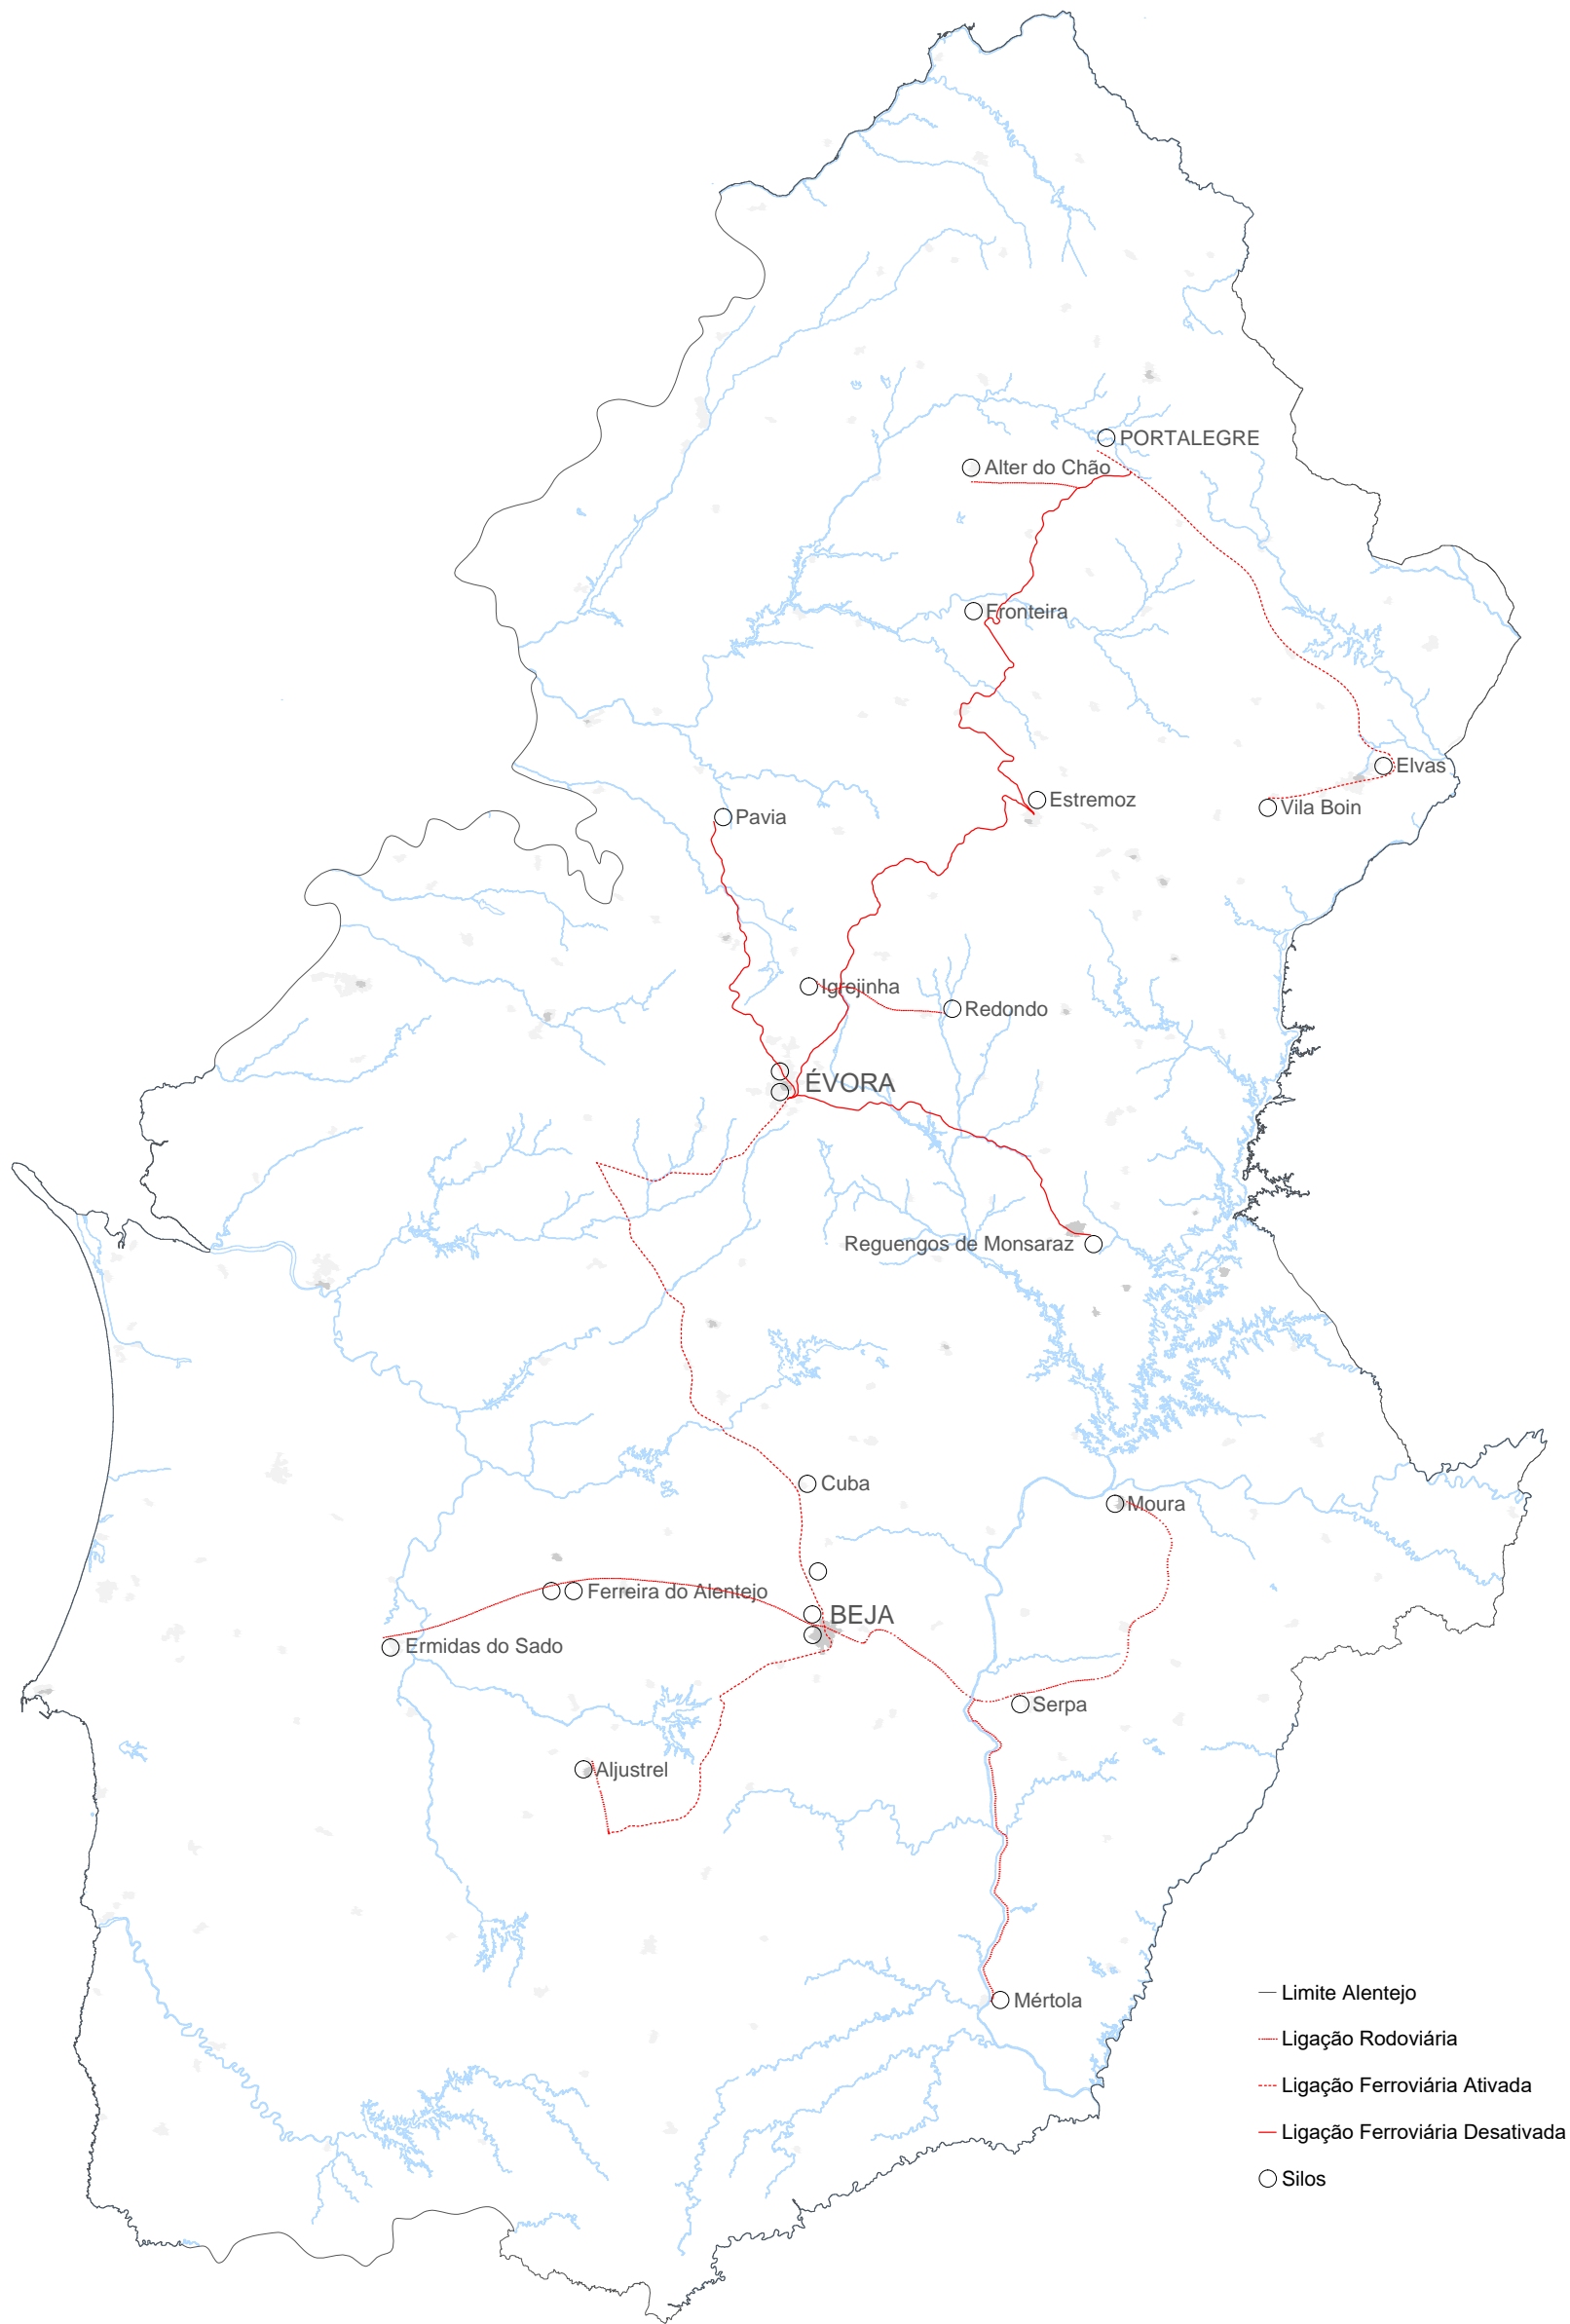 PORTALEGRE
Alter do Chão
Fronteira
Elvas
Estremoz
Vila Boin
Pavia
Igrejinha
Redondo
ÉVORA
Reguengos de Monsaraz
Cuba
Moura
Ferreira do Alentejo
BEJA
Ermidas do Sado
Serpa
Aljustrel
Mértola
Limite Alentejo
Ligação Rodoviária
Ligação Ferroviária Ativada
Ligação Ferroviária Desativada
Silos